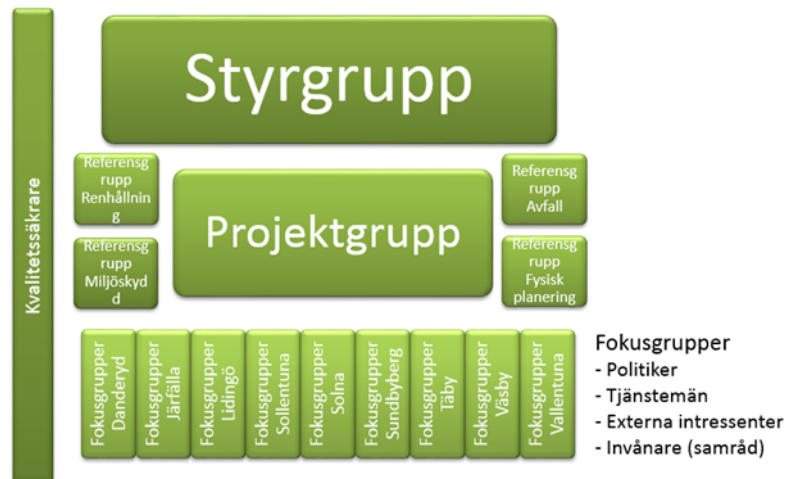 Kvalitetssäkrare
Styrgrupp
Referensg
rupp
Renhållnin
g
Referensg
rupp
Miljöskyd
d
Projektgrupp
Referensg
rupp
Avfall
Referensg
rupp
Fysisk
planering
Fokusgrupper
Danderyd
Fokusgrupper
Järfälla
Fokusgrupper
Lidingö
Fokusgrupper
Sollentuna
Fokusgrupper
Solna
Fokusgrupper
Sundbyberg
Fokusgrupper
Täby
Fokusgrupper
Väsby
Fokusgrupper
Vallentuna
Fokusgrupper
- Politiker
- Tjänstemän
- Externa intressenter
- Invånare (samråd)